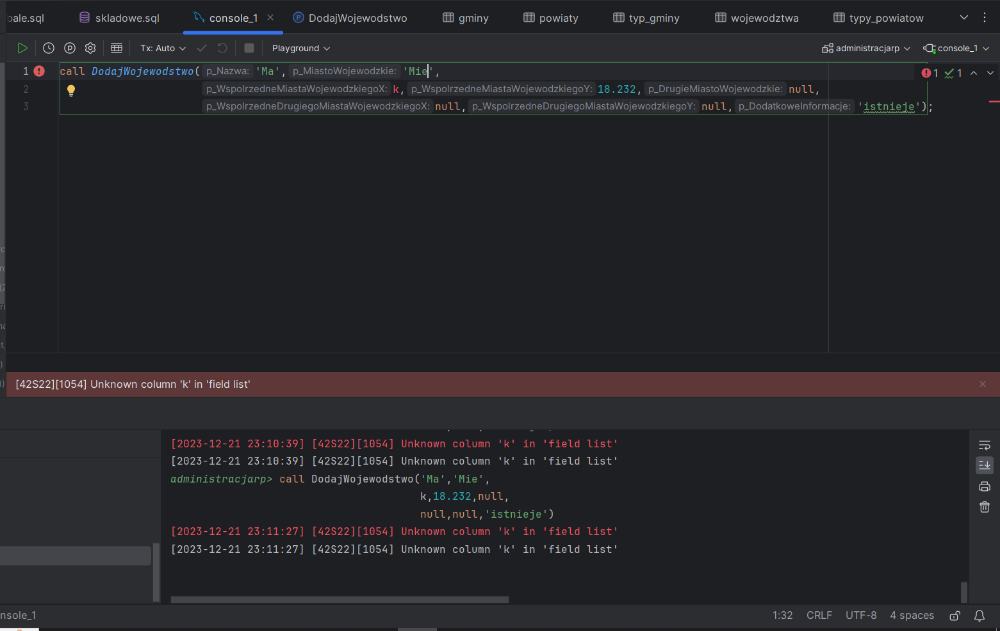 bale.sql skladowe.sql console_1 DodajWojewodstwo gminy powiaty typ_gminy wojewodztwa typy_powiatow
Tx: Auto Playground administracjarp console_1
1 call DodajWojewodstwo( p_Nazwa: 'Ma', p_MiastoWojewodzkie: 'Mie', 1 1
2 p_WspolrzedneMiastaWojewodzkiegoX: k, p_WspolrzedneMiastaWojewodzkiegoY: 18.232, p_DrugieMiastoWojewodzkie: null,
3 p_WspolrzedneDrugiegoMiastaWojewodzkiegoX: null, p_WspolrzedneDrugiegoMiastaWojewodzkiegoY: null, p_DodatkoweInformacje: 'istnieje');
[42S22][1054] Unknown column 'k' in 'field list'
[2023-12-21 23:10:39] [42S22][1054] Unknown column 'k' in 'field list'
[2023-12-21 23:10:39] [42S22][1054] Unknown column 'k' in 'field list'
administracjarp> call DodajWojewodstwo('Ma','Mie',
k,18.232,null,
null,null,'istnieje')
[2023-12-21 23:11:27] [42S22][1054] Unknown column 'k' in 'field list'
[2023-12-21 23:11:27] [42S22][1054] Unknown column 'k' in 'field list'
nsole_1 1:32 CRLF UTF-8 4 spaces